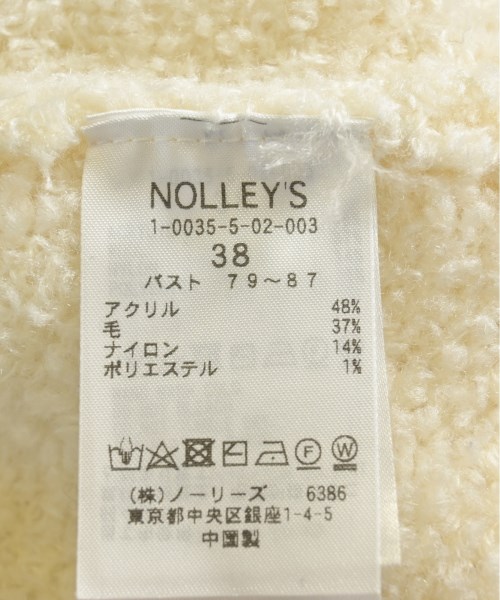 NOLLEY'S
1-0035-5-02-003
38
バスト 79〜87
アクリル 48%
毛 37%
ナイロン 14%
ポリエステル 1%
F W
(株)ノーリーズ 6386
東京都中央区銀座1-4-5
中国製